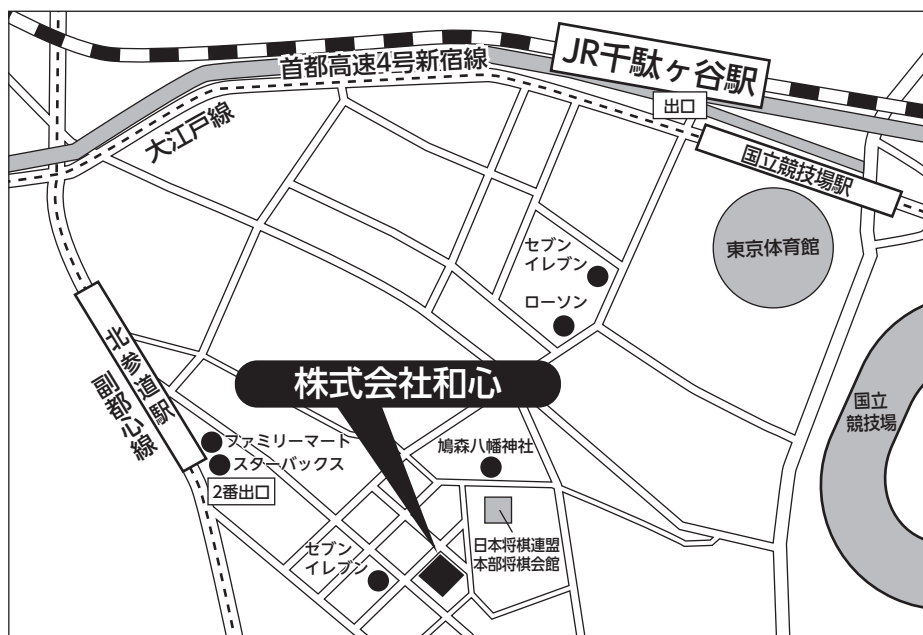 JR千駄ヶ谷駅
首都高速4号新宿線
出口
大江戸線
国立競技場駅
東京体育館
セブン
イレブン
ローソン
北参道駅
副都心線
株式会社和心
国立
競技場
ファミリーマート
スターバックス
2番出口
鳩森八幡神社
日本将棋連盟
本部将棋会館
セブン
イレブン